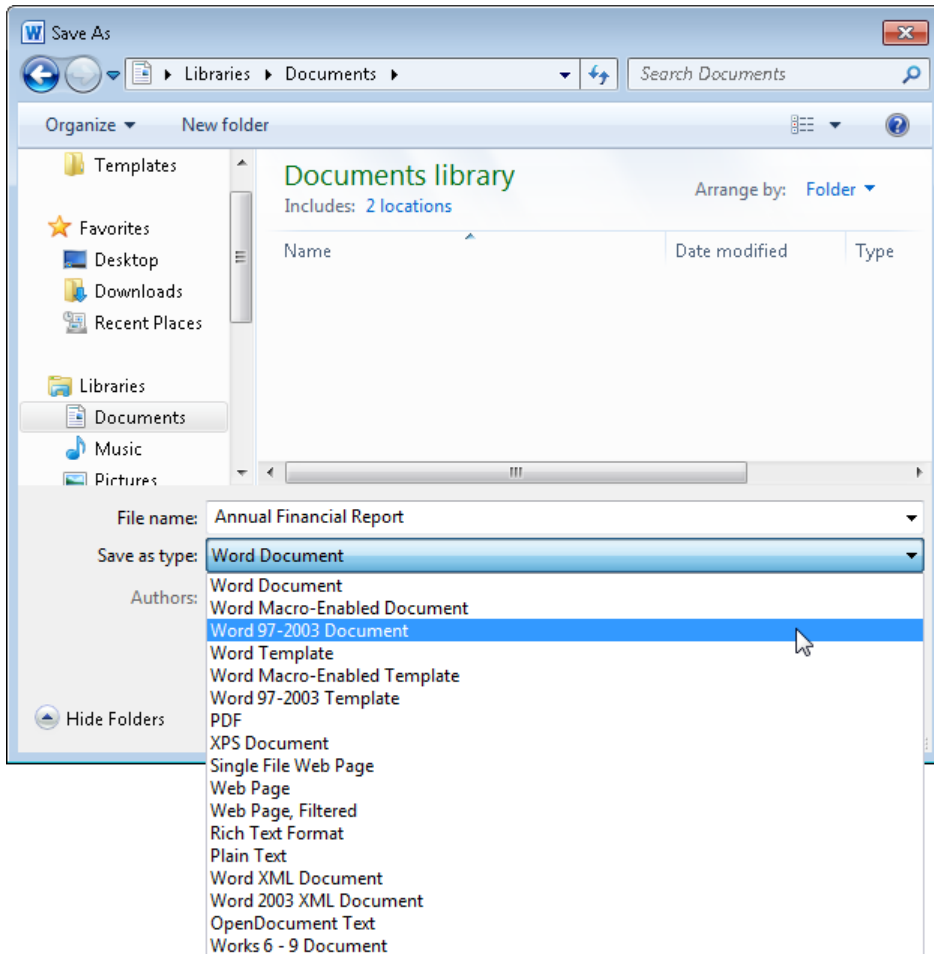 Save As
Libraries Documents
Search Documents
Organize New folder
Templates
Favorites
Desktop
Downloads
Recent Places
Libraries
Documents
Music
Pictures
Documents library
Includes: 2 locations
Arrange by: Folder
Name Date modified Type
File name: Annual Financial Report
Save as type: Word Document
Authors:
Word Document
Word Macro-Enabled Document
Word 97-2003 Document
Word Template
Word Macro-Enabled Template
Word 97-2003 Template
PDF
XPS Document
Single File Web Page
Web Page
Web Page, Filtered
Rich Text Format
Plain Text
Word XML Document
Word 2003 XML Document
OpenDocument Text
Works 6 - 9 Document
Hide Folders